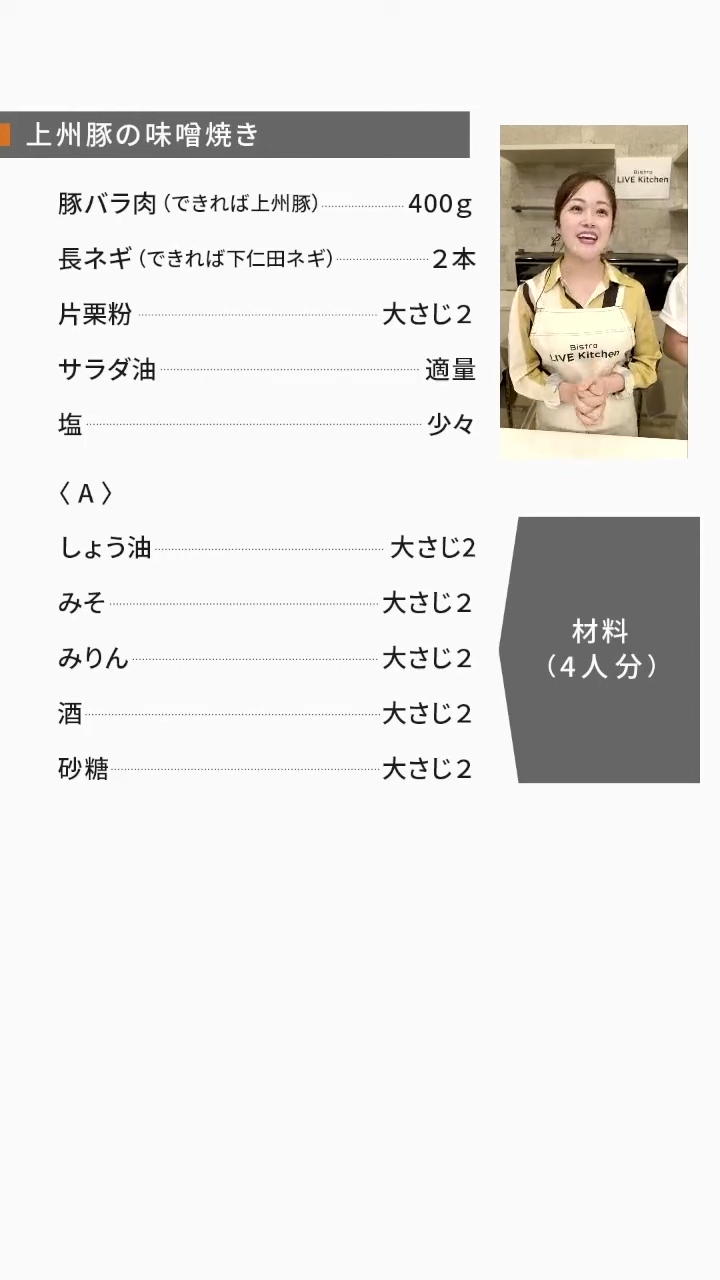 上州豚の味噌焼き
豚バラ肉（できれば上州豚） 400ｇ
長ネギ（できれば下仁田ネギ） ２本
片栗粉 大さじ２
サラダ油 適量
塩 少々
〈 A 〉
しょう油 大さじ2
みそ 大さじ２
みりん 大さじ２
酒 大さじ２
砂糖 大さじ２
Bistro
LIVE Kitchen
Bistro
LIVE Kitchen
材料
（4人分）